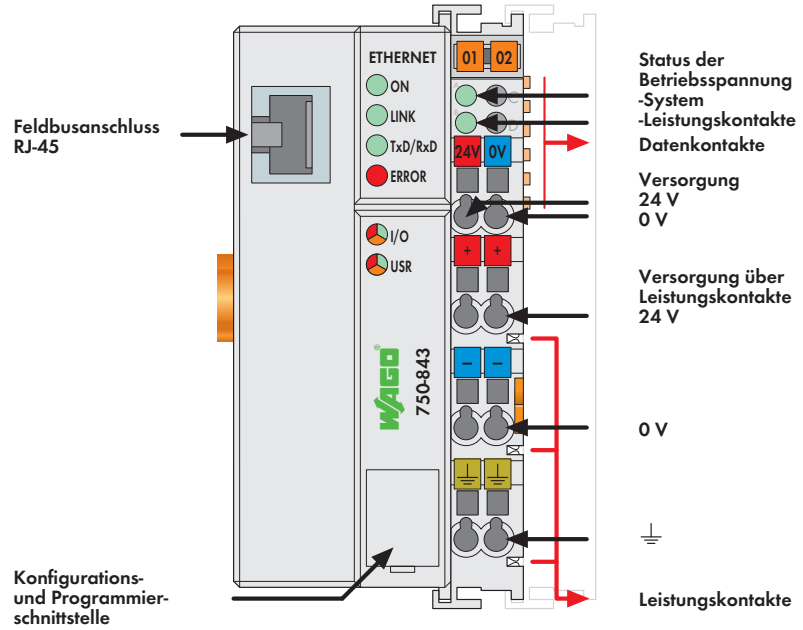 Feldbusanschluss
RJ-45
Konfigurations-
und Programmier-
schnittstelle
ETHERNET
ON
LINK
TxD/RxD
ERROR
I/O
USR
WAGO®
750-843
01 02
C
D
24V 0V
+ +
– –
Status der
Betriebsspannung
-System
-Leistungskontakte
Datenkontakte
Versorgung
24 V
0 V
Versorgung über
Leistungskontakte
24 V
0 V
Leistungskontakte